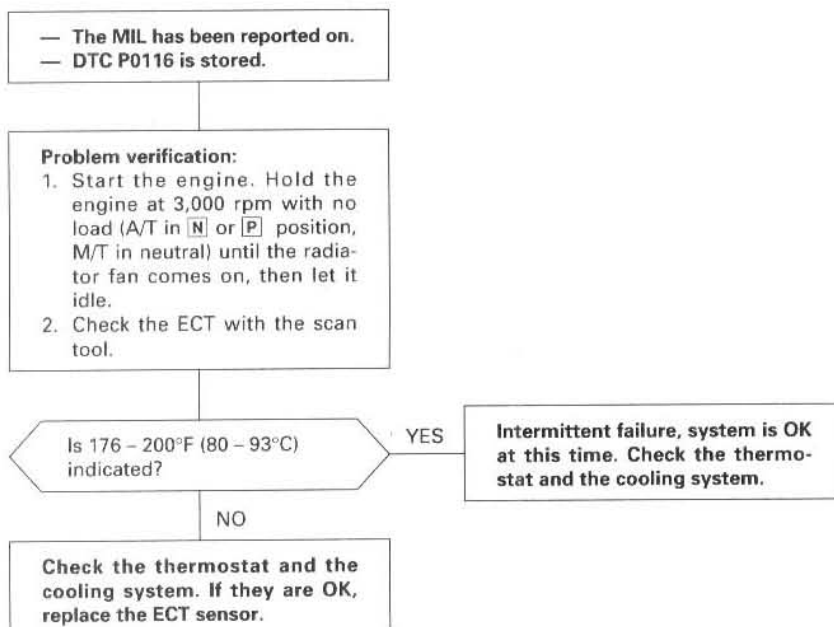 — The MIL has been reported on.
— DTC P0116 is stored.
Problem verification:
1. Start the engine. Hold the
engine at 3,000 rpm with no
load (A/T in N or P position,
M/T in neutral) until the radia-
tor fan comes on, then let it
idle.
2. Check the ECT with the scan
tool.
Is 176 – 200°F (80 – 93°C)
indicated?
YES
Intermittent failure, system is OK
at this time. Check the thermo-
stat and the cooling system.
NO
Check the thermostat and the
cooling system. If they are OK,
replace the ECT sensor.